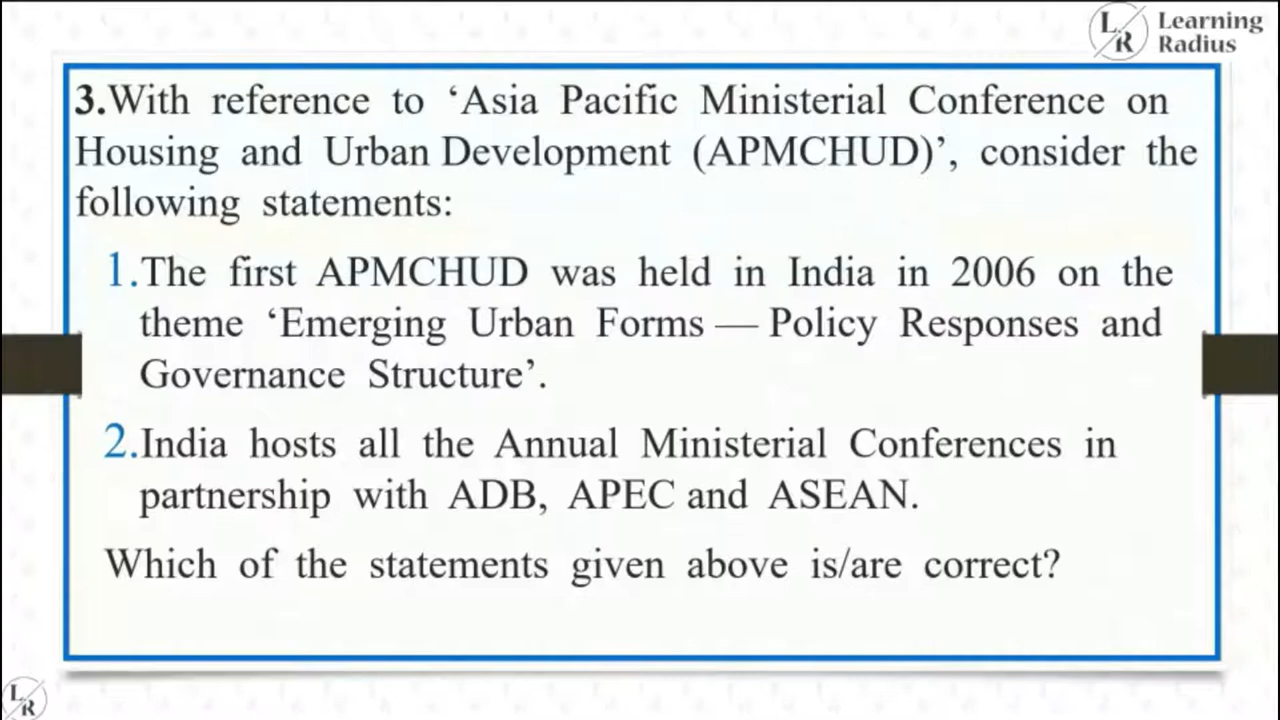 Learning
Radius
3.With reference to ‘Asia Pacific Ministerial Conference on
Housing and Urban Development (APMCHUD)’, consider the
following statements:
1.The first APMCHUD was held in India in 2006 on the
theme ‘Emerging Urban Forms — Policy Responses and
Governance Structure’.
2.India hosts all the Annual Ministerial Conferences in
partnership with ADB, APEC and ASEAN.
Which of the statements given above is/are correct?
L
R
L
R